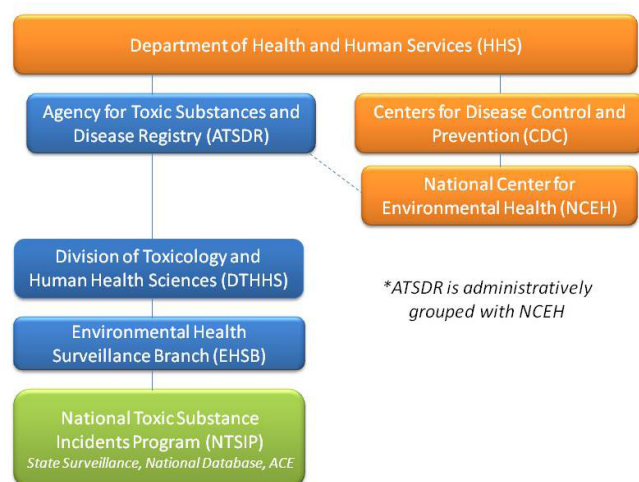 Department of Health and Human Services (HHS)
Agency for Toxic Substances and
Disease Registry (ATSDR)
Centers for Disease Control and
Prevention (CDC)
National Center for
Environmental Health (NCEH)
Division of Toxicology and
Human Health Sciences (DTHHS)
*ATSDR is administratively
grouped with NCEH
Environmental Health
Surveillance Branch (EHSB)
National Toxic Substance
Incidents Program (NTSIP)
State Surveillance, National Database, ACE